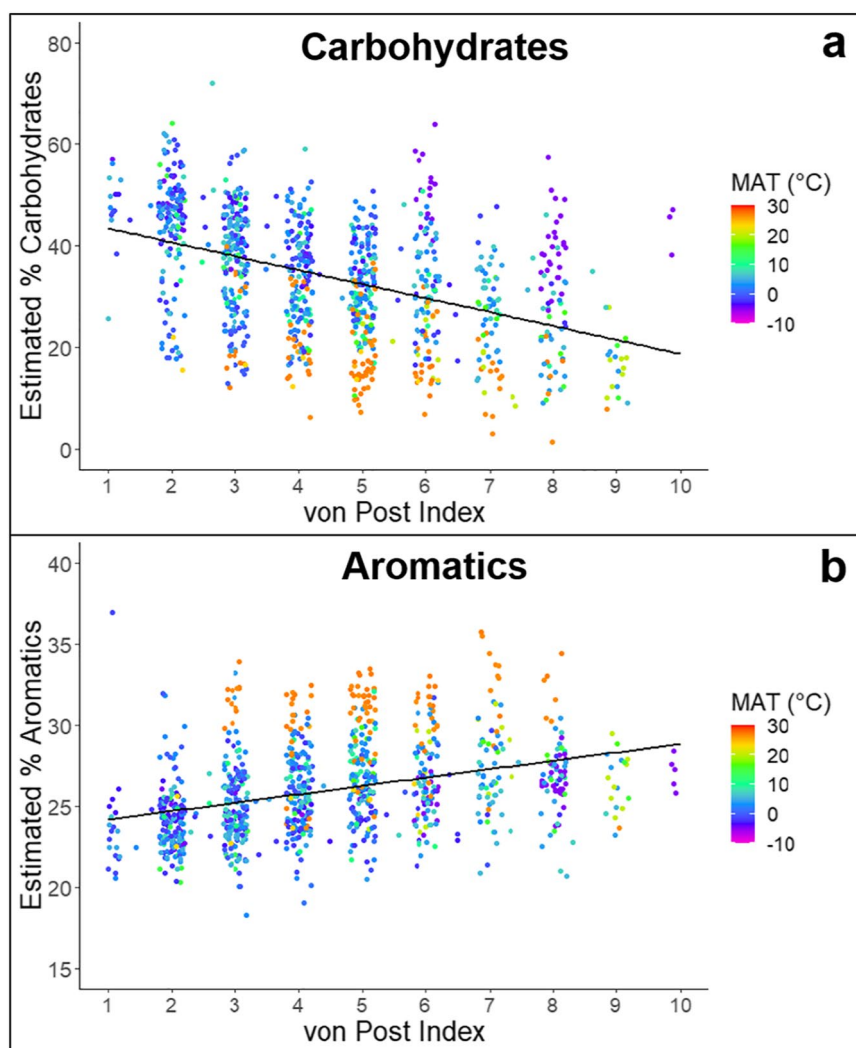 Carbohydrates
a
80
60
40
20
0
Estimated % Carbohydrates
1 2 3 4 5 6 7 8 9 10
von Post Index
MAT (°C)
30
20
10
0
-10
Aromatics
b
40
35
30
25
20
15
Estimated % Aromatics
1 2 3 4 5 6 7 8 9 10
von Post Index
MAT (°C)
30
20
10
0
-10